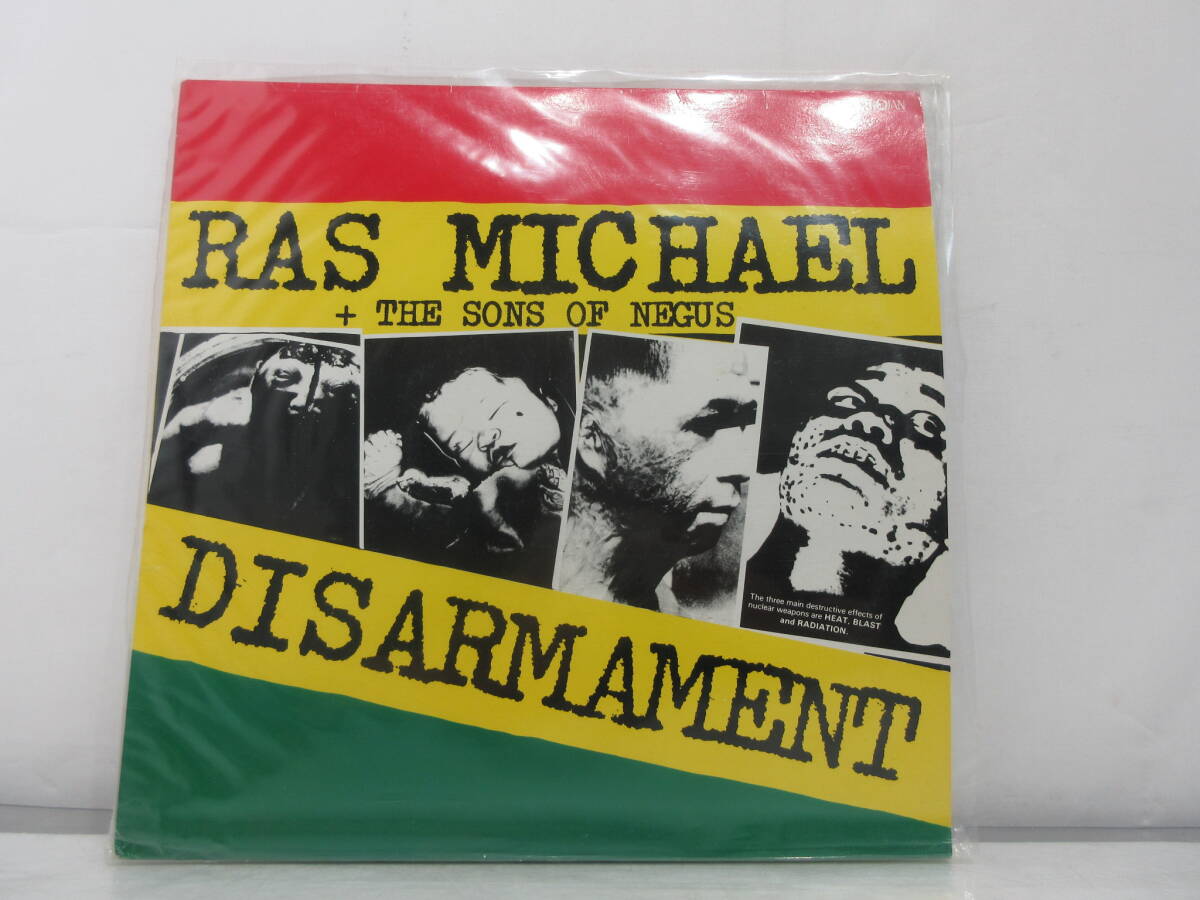 TROJAN
RAS MICHAEL
+ THE SONS OF NEGUS
The three main destructive effects of
nuclear weapons are HEAT, BLAST
and RADIATION.
DISARMAMENT